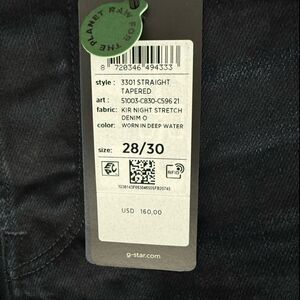 RAW FOR THE PLANET
8 720346 494333
style : 3301 STRAIGHT
TAPERED
art : 51003-C830-C596 21
fabric: KIR NIGHT STRETCH
DENIM O
color: WORN IN DEEP WATER
size: 28/30
RFID
USD 160,00
g-star.com